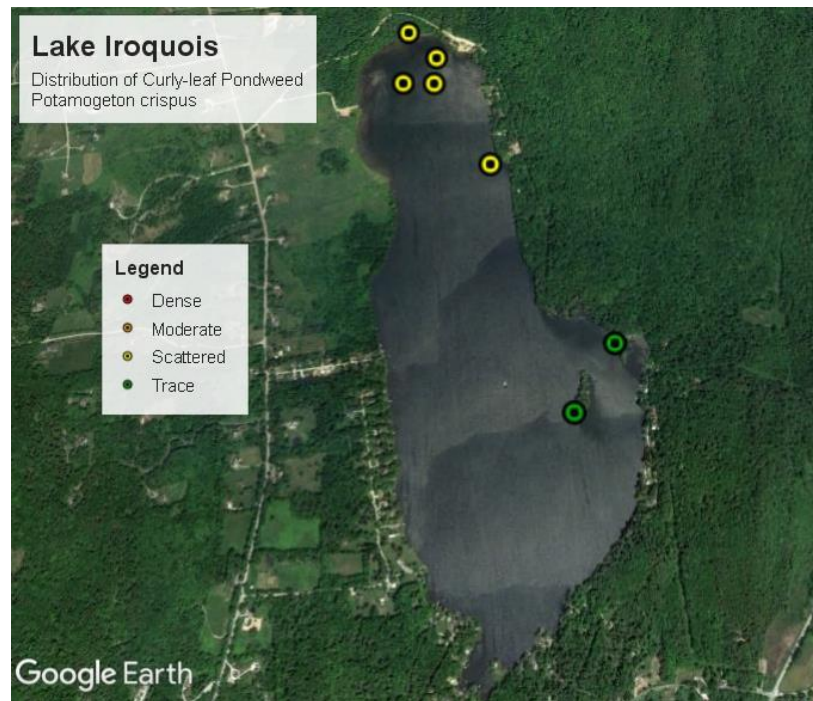 Lake Iroquois
Distribution of Curly-leaf Pondweed
Potamogeton crispus
Legend
Dense
Moderate
Scattered
Trace
Google Earth